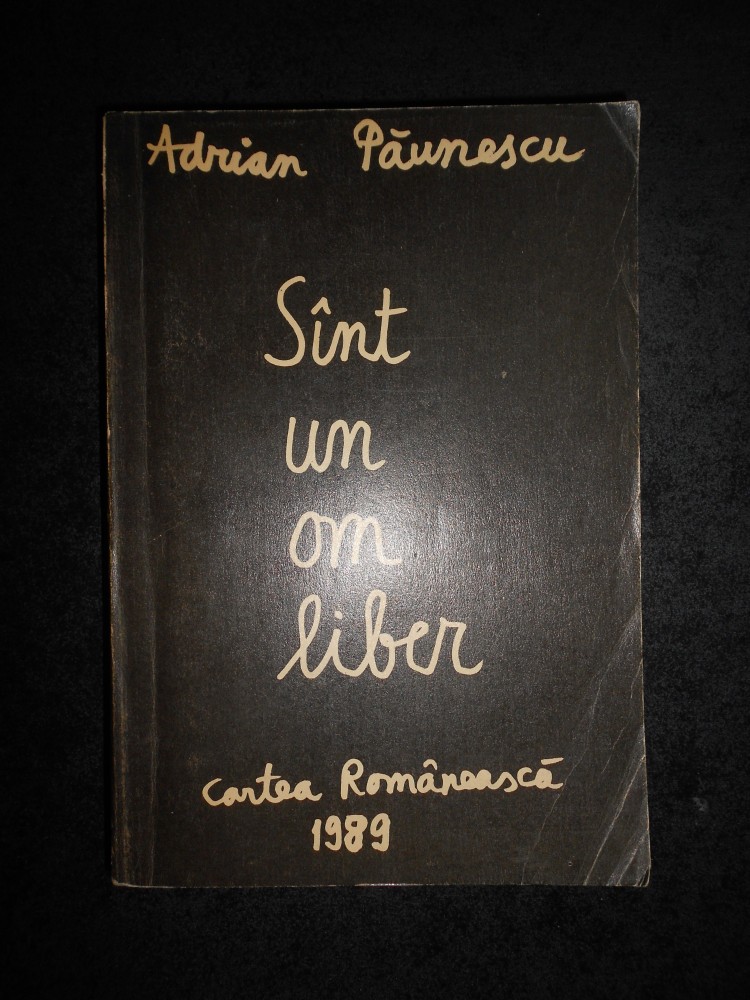 Adrian Păunescu
Sînt
un
om
liber
cartea Românească
1989